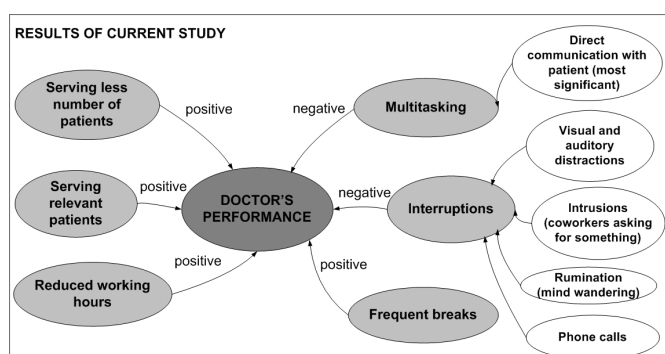 RESULTS OF CURRENT STUDY
Direct
communication with
patient (most
significant)
Serving less
number of
patients
positive
negative
Multitasking
Visual and
auditory
distractions
Serving
relevant
patients
positive
DOCTOR'S
PERFORMANCE
negative
Interruptions
Intrusions
(coworkers asking
for something)
Reduced working
hours
positive
positive
Frequent breaks
Rumination
(mind wandering)
Phone calls